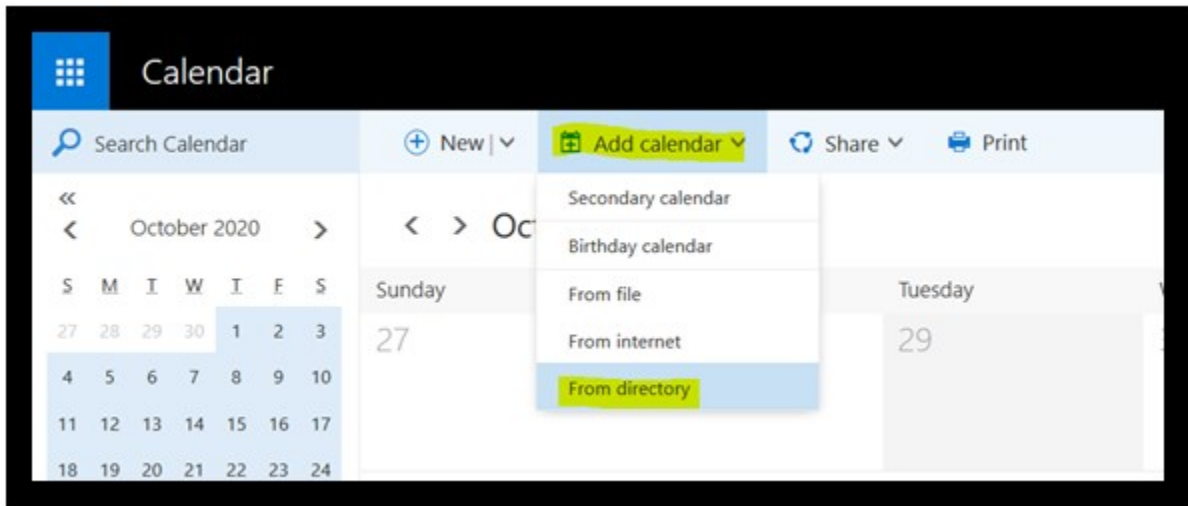 Calendar
Search Calendar
New | Add calendar Share Print
October 2020
S M T W T F S
27 28 29 30 1 2 3
4 5 6 7 8 9 10
11 12 13 14 15 16 17
18 19 20 21 22 23 24
Oc
Secondary calendar
Birthday calendar
From file
From internet
From directory
Sunday Tuesday
27 29